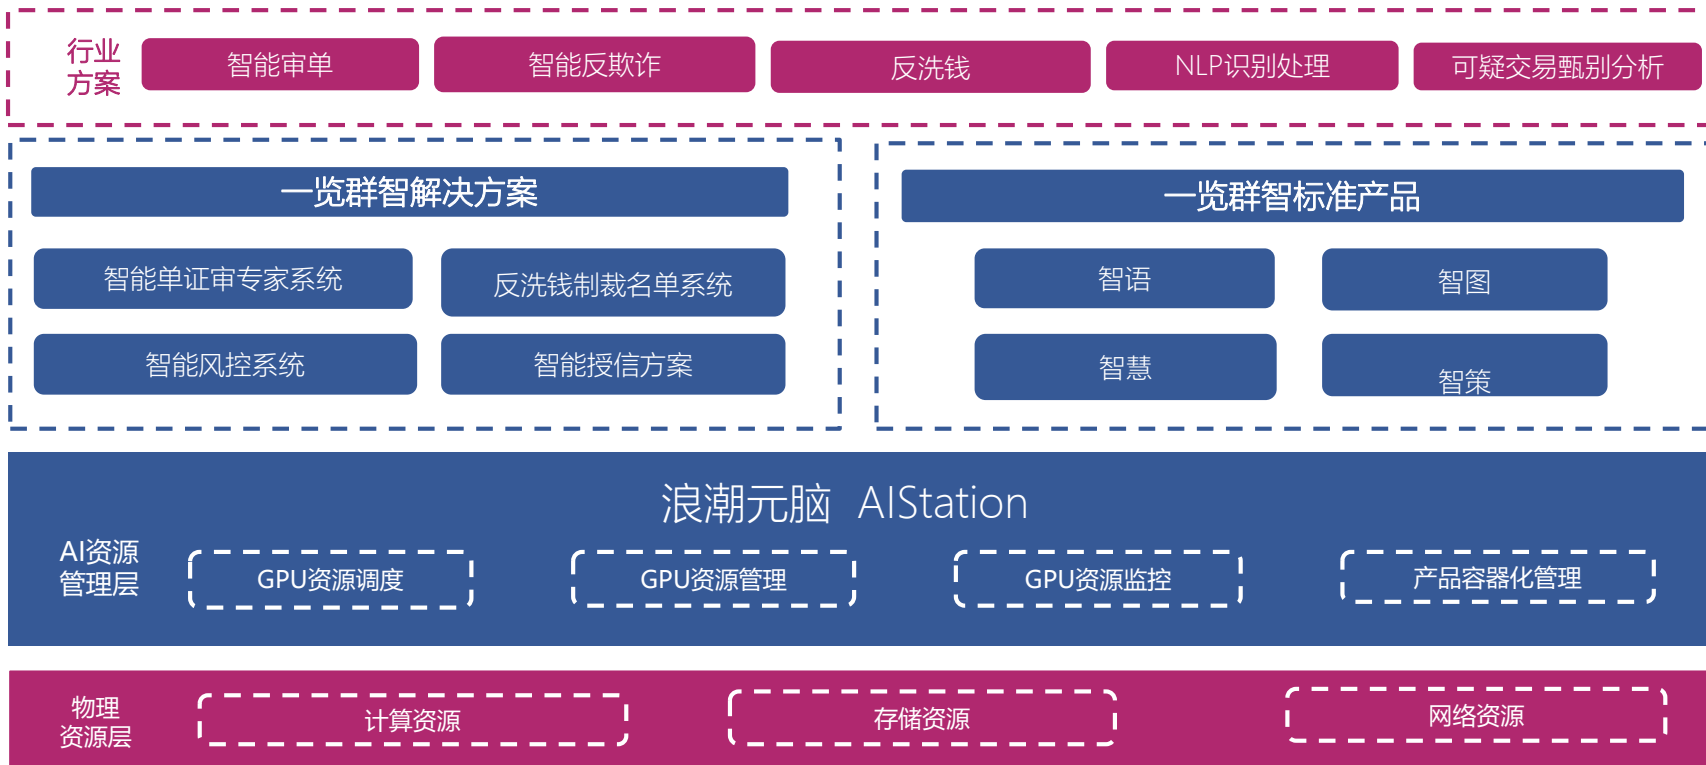 行业
方案
智能审单
智能反欺诈
反洗钱
NLP识别处理
可疑交易甄别分析
一览群智解决方案
智能单证审专家系统
反洗钱制裁名单系统
智能风控系统
智能授信方案
一览群智标准产品
智语
智图
智慧
智策
浪潮元脑 AIStation
AI资源
管理层
GPU资源调度
GPU资源管理
GPU资源监控
产品容器化管理
物理
资源层
计算资源
存储资源
网络资源